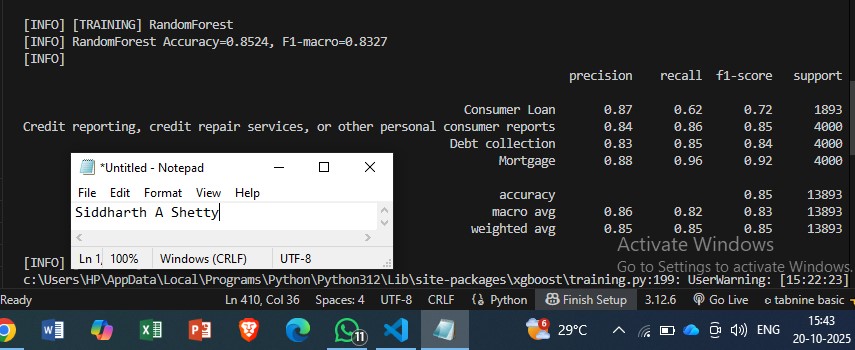 [INFO] [TRAINING] RandomForest
[INFO] RandomForest Accuracy=0.8524, F1-macro=0.8327
[INFO]
precision recall f1-score support
Consumer Loan 0.87 0.62 0.72 1893
Credit reporting, credit repair services, or other personal consumer reports 0.84 0.86 0.85 4000
Debt collection 0.83 0.85 0.84 4000
Mortgage 0.88 0.96 0.92 4000
accuracy 0.85 13893
macro avg 0.86 0.82 0.83 13893
weighted avg 0.85 0.85 0.85 13893
*Untitled - Notepad
File Edit Format View Help
Siddharth A Shetty
Ln 1, 100% Windows (CRLF) UTF-8
Activate Windows
Go to Settings to activate Windows.
[INFO]
c:\Users\HP\AppData\Local\Programs\Python\Python312\Lib\site-packages\xgboost\training.py:199: UserWarning: [15:22:23]
Ready Ln 410, Col 36 Spaces: 4 UTF-8 CRLF {} Python Finish Setup 3.12.6 Go Live tabnine basic
W X P 11 6 29°C ENG 15:43
20-10-2025